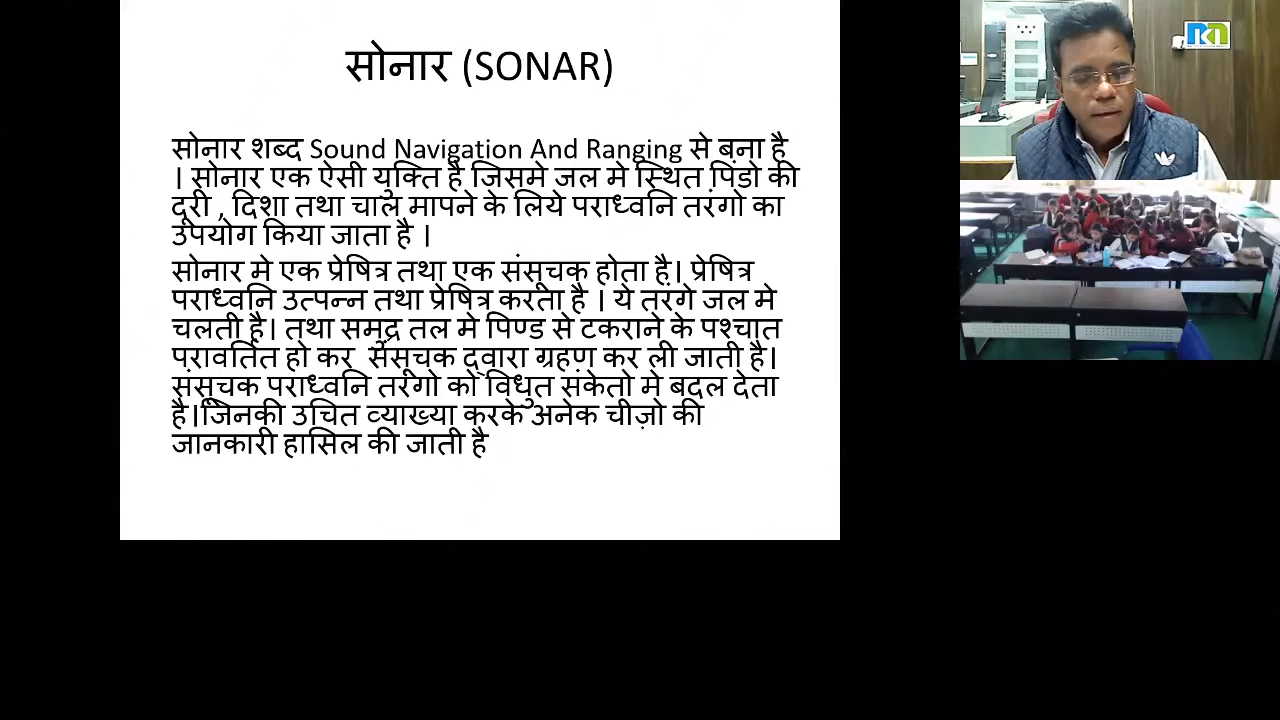 सोनार (SONAR)
सोनार शब्द Sound Navigation And Ranging से बना है
। सोनार एक ऐसी युक्ति है जिसमे जल मे स्थित पिंडो की
दूरी , दिशा तथा चाल मापने के लिये पराध्वनि तरंगो का
उपयोग किया जाता है ।
सोनार मे एक प्रेषित्र तथा एक संसूचक होता है। प्रेषित्र
पराध्वनि उत्पन्न तथा प्रेषित्र करता है । ये तरंगे जल मे
चलती है। तथा समुद्र तल मे पिण्ड से टकराने के पश्चात
परावर्तित हो कर संसूचक द्वारा ग्रहण कर ली जाती है।
संसूचक पराध्वनि तरंगो को विधुत संकेतो मे बदल देता
है।जिनकी उचित व्याख्या करके अनेक चीज़ो की
जानकारी हासिल की जाती है